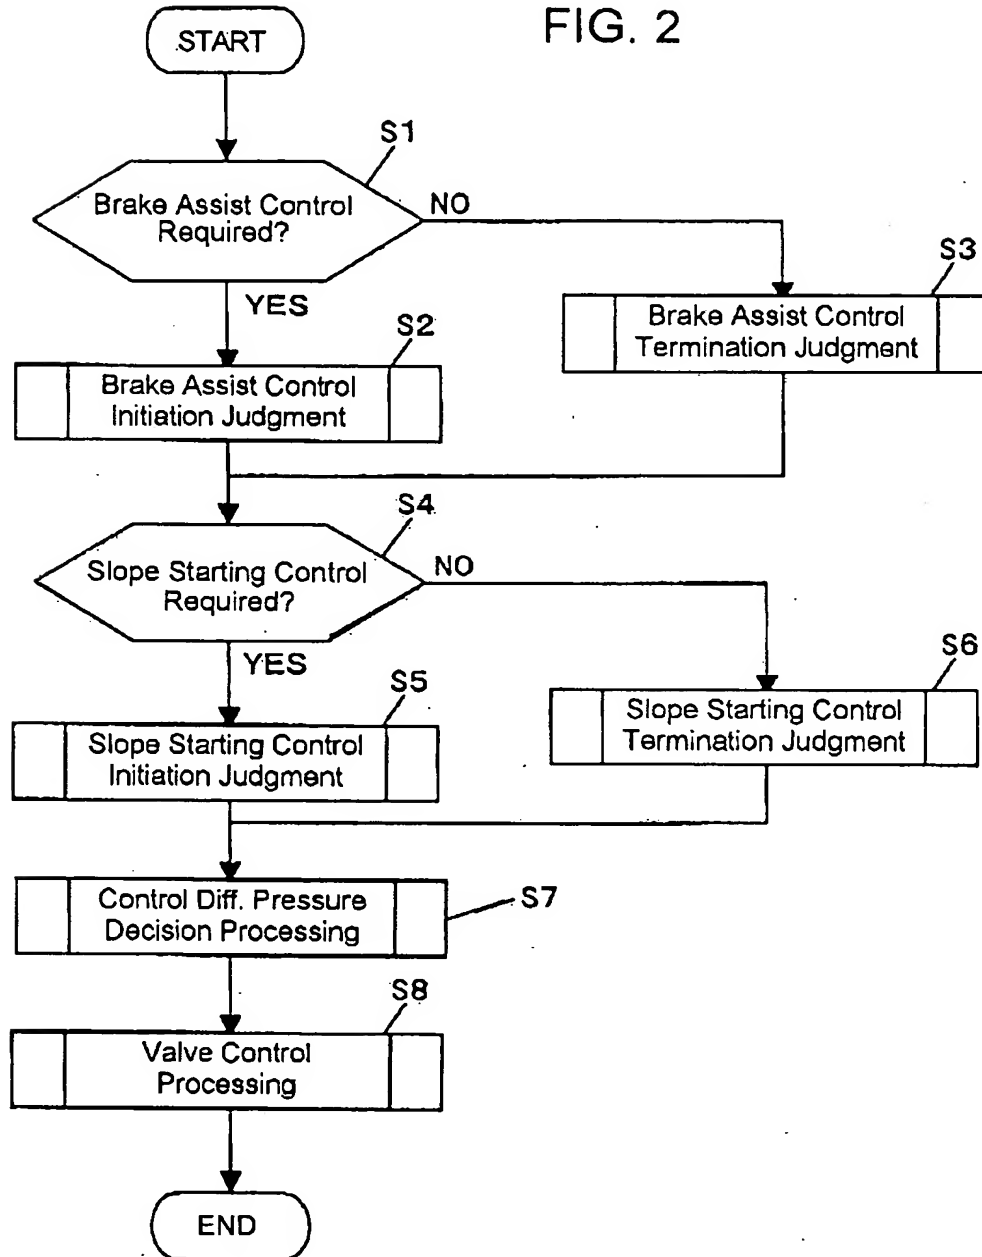 FIG. 2
START
S1
Brake Assist Control
Required?
NO
YES
S3
Brake Assist Control
Termination Judgment
S2
Brake Assist Control
Initiation Judgment
S4
Slope Starting Control
Required?
NO
YES
S6
Slope Starting Control
Termination Judgment
S5
Slope Starting Control
Initiation Judgment
Control Diff. Pressure
Decision Processing
S7
S8
Valve Control
Processing
END